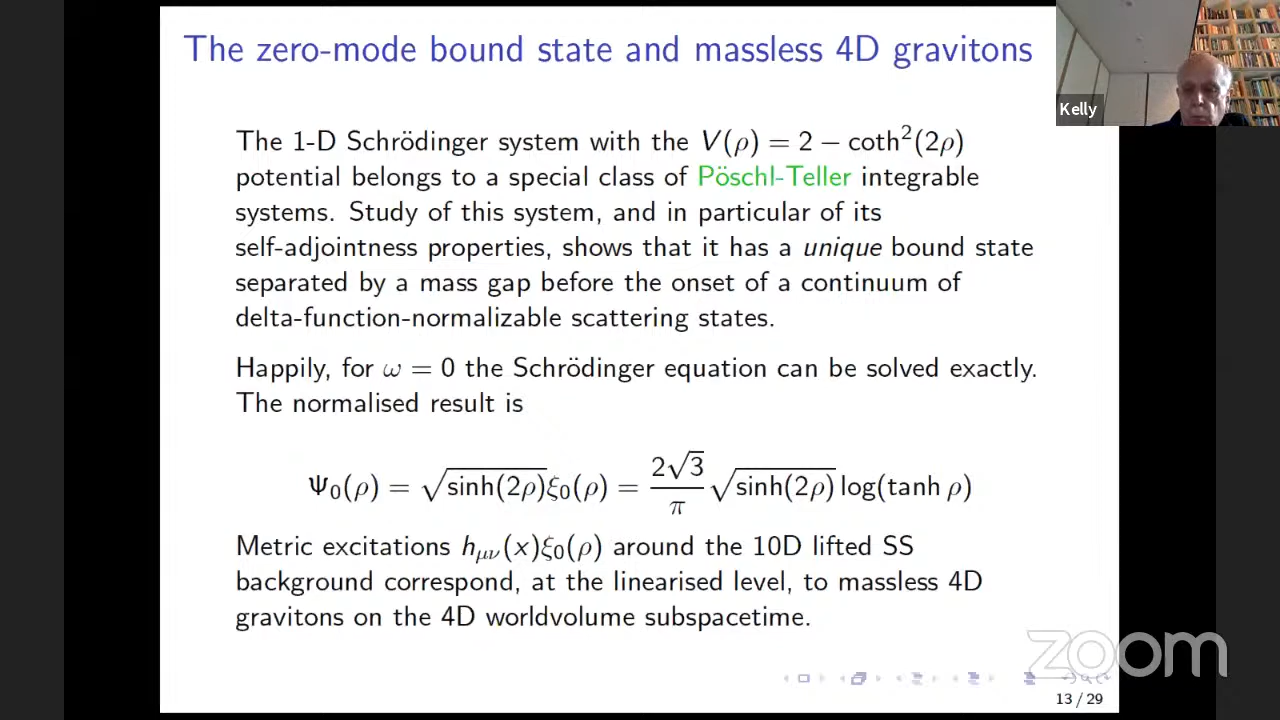 The zero-mode bound state and massless 4D gravitons
Kelly
The 1-D Schrödinger system with the V(ρ) = 2 − coth²(2ρ)
potential belongs to a special class of Pöschl-Teller integrable
systems. Study of this system, and in particular of its
self-adjointness properties, shows that it has a unique bound state
separated by a mass gap before the onset of a continuum of
delta-function-normalizable scattering states.
Happily, for ω = 0 the Schrödinger equation can be solved exactly.
The normalised result is
Ψ₀(ρ) = √sinh(2ρ)ξ₀(ρ) = 2√3/π √sinh(2ρ) log(tanh ρ)
Metric excitations hμν(x)ξ₀(ρ) around the 10D lifted SS
background correspond, at the linearised level, to massless 4D
gravitons on the 4D worldvolume subspacetime.
zoom
13 / 29